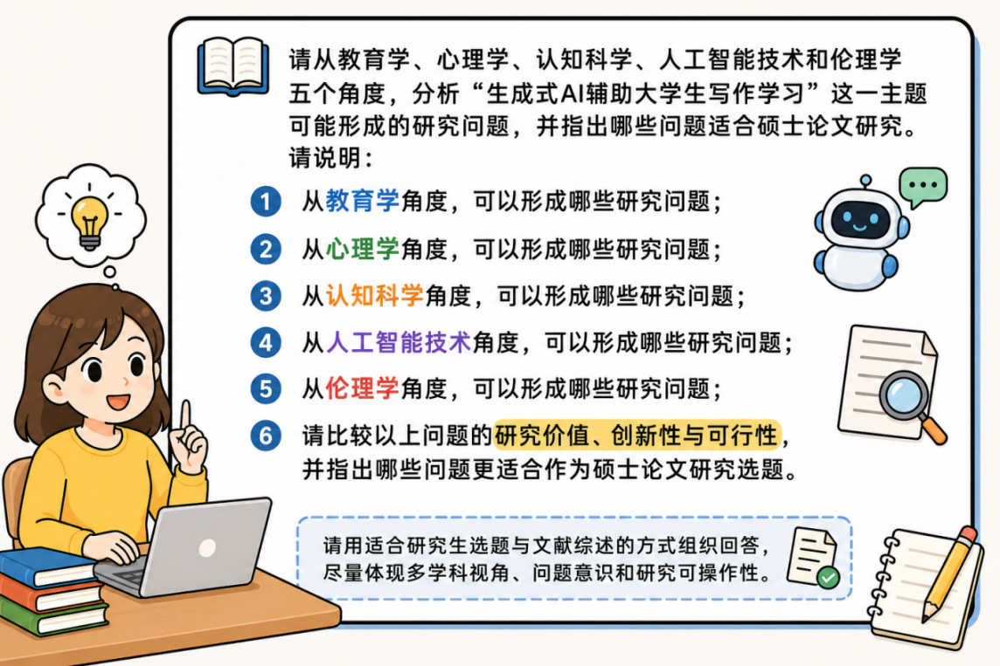 请从教育学、心理学、认知科学、人工智能技术和伦理学
五个角度，分析“生成式AI辅助大学生写作学习”这一主题
可能形成的研究问题，并指出哪些问题适合硕士论文研究。
请说明：
1 从教育学角度，可以形成哪些研究问题；
2 从心理学角度，可以形成哪些研究问题；
3 从认知科学角度，可以形成哪些研究问题；
4 从人工智能技术角度，可以形成哪些研究问题；
5 从伦理学角度，可以形成哪些研究问题；
6 请比较以上问题的研究价值、创新性与可行性，
并指出哪些问题更适合作为硕士论文研究选题。
请用适合研究生选题与文献综述的方式组织回答，
尽量体现多学科视角、问题意识和研究可操作性。